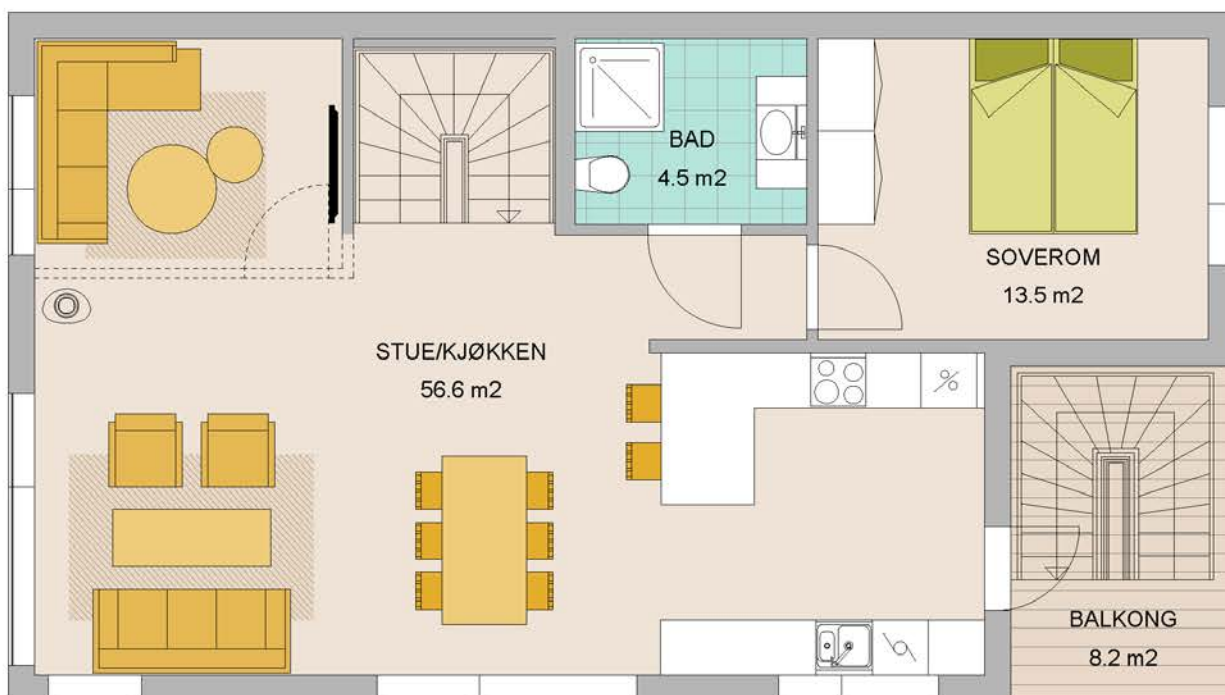 BAD
4.5 m2
SOVEROM
13.5 m2
STUE/KJØKKEN
56.6 m2
BALKONG
8.2 m2